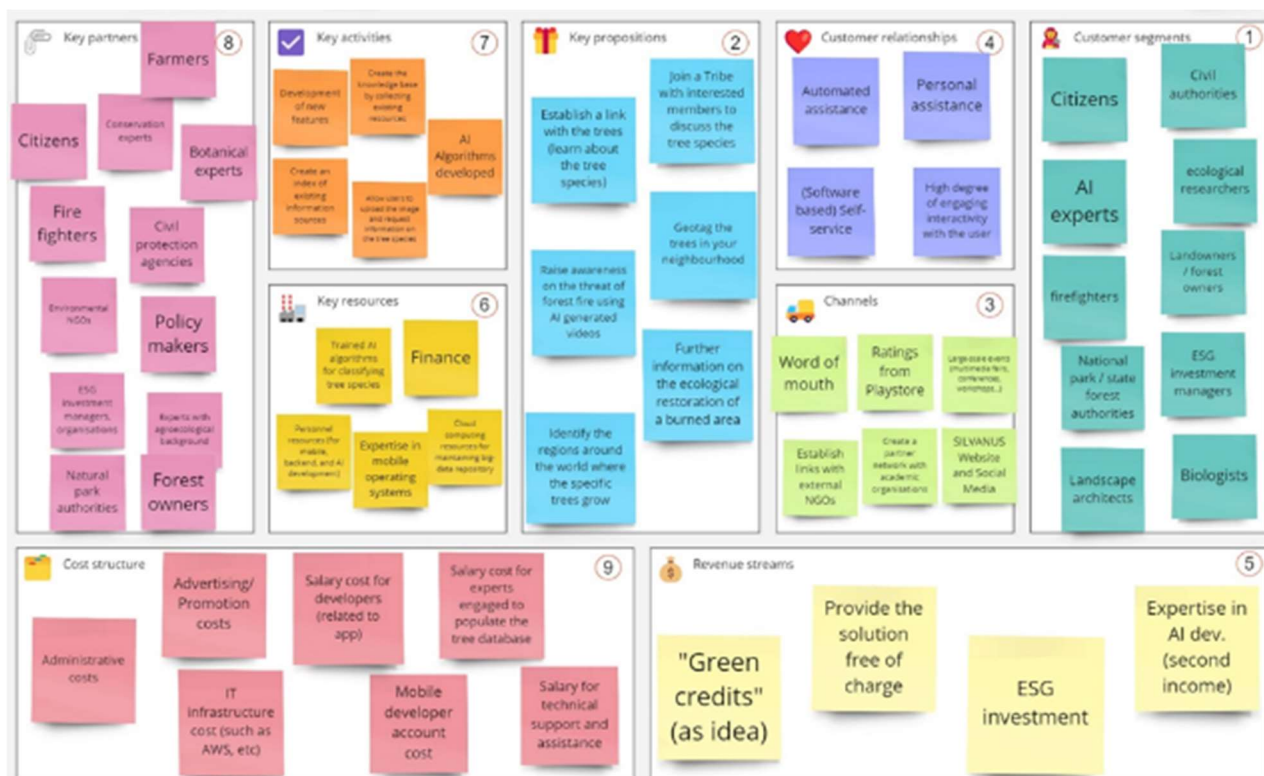 Key partners
8
Farmers
Citizens
Conservation
experts
Botanical
experts
Fire
fighters
Civil
protection
agencies
Environmental
NGOs
Policy
makers
ESG
investment
managers,
organisations
Experts with
agroecological
background
Natural
park
authorities
Forest
owners
Key activities
7
Development
of new
features
Create the
knowledge base
by collecting
existing
resources
AI
Algorithms
developed
Create an
index of
existing
information
sources
Allow users to
upload the image
and request
information on
the tree species
Key resources
6
Trained AI
algorithms
for classifying
tree species
Finance
Personnel
resources (for
mobile,
backend, and AI
development)
Expertise in
mobile
operating
systems
Cloud
computing
resources for
maintaining big-
data repository
Key propositions
2
Establish a link
with the trees
(learn about
the tree
species)
Join a Tribe
with interested
members to
discuss the
tree species
Geotag the
trees in your
neighbourhood
Raise awareness
on the threat of
forest fire using
AI generated
videos
Further
information on
the ecological
restoration of
a burned area
Identify the
regions around
the world where
the specific
trees grow
Customer relationships
4
Automated
assistance
Personal
assistance
(Software
based) Self-
service
High degree
of engaging
interactivity
with the user
Channels
3
Word of
mouth
Ratings
from
Playstore
Large scale events
(multimedia fairs,
conferences,
workshops...)
Establish
links with
external
NGOs
Create a
partner
network with
academic
organisations
SILVANUS
Website
and Social
Media
Customer segments
1
Citizens
Civil
authorities
AI
experts
ecological
researchers
firefighters
Landowners
/ forest
owners
National
park / state
forest
authorities
ESG
investment
managers
Landscape
architects
Biologists
Cost structure
9
Administrative
costs
Advertising/
Promotion
costs
Salary cost for
developers
(related to
app)
Salary cost for
experts
engaged to
populate the
tree database
IT
infrastructure
cost (such as
AWS, etc)
Mobile
developer
account
cost
Salary for
technical
support and
assistance
Revenue streams
5
"Green
credits"
(as idea)
Provide the
solution
free of
charge
ESG
investment
Expertise in
AI dev.
(second
income)